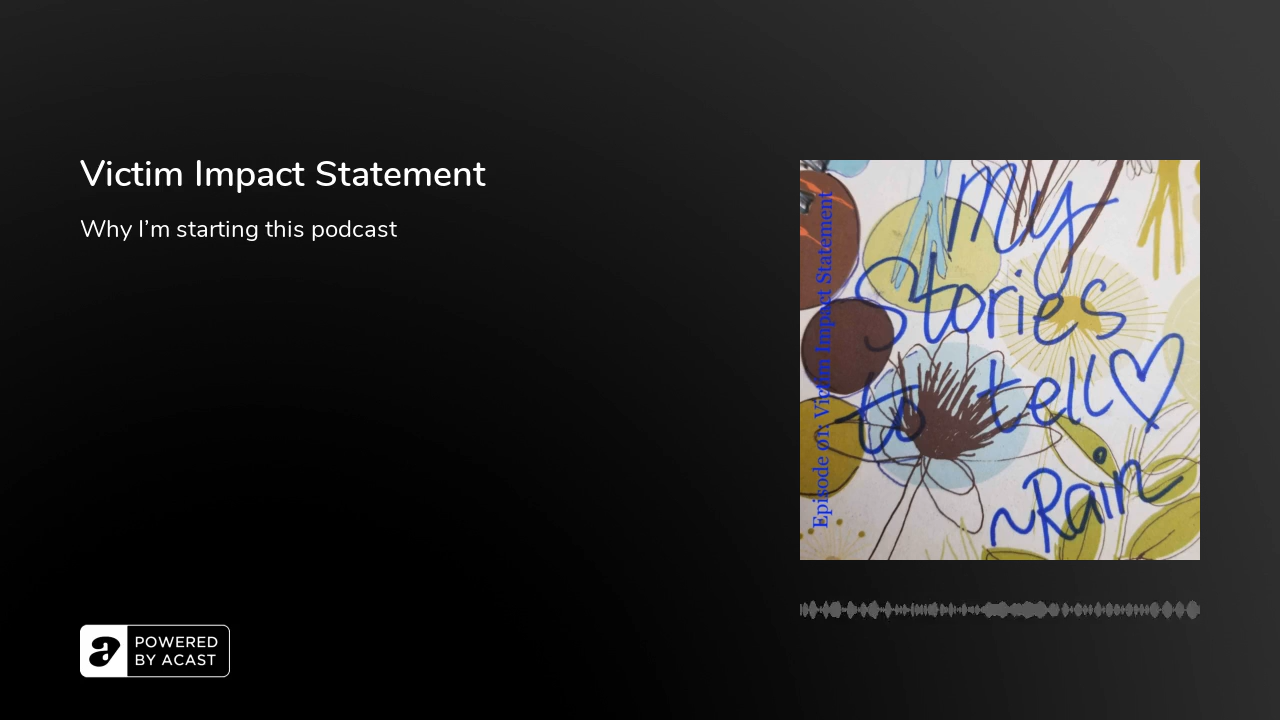 Victim Impact Statement
Why I’m starting this podcast
My
Stories
to tell
~Rain
Episode 01: Victim Impact Statement
a
POWERED
BY ACAST